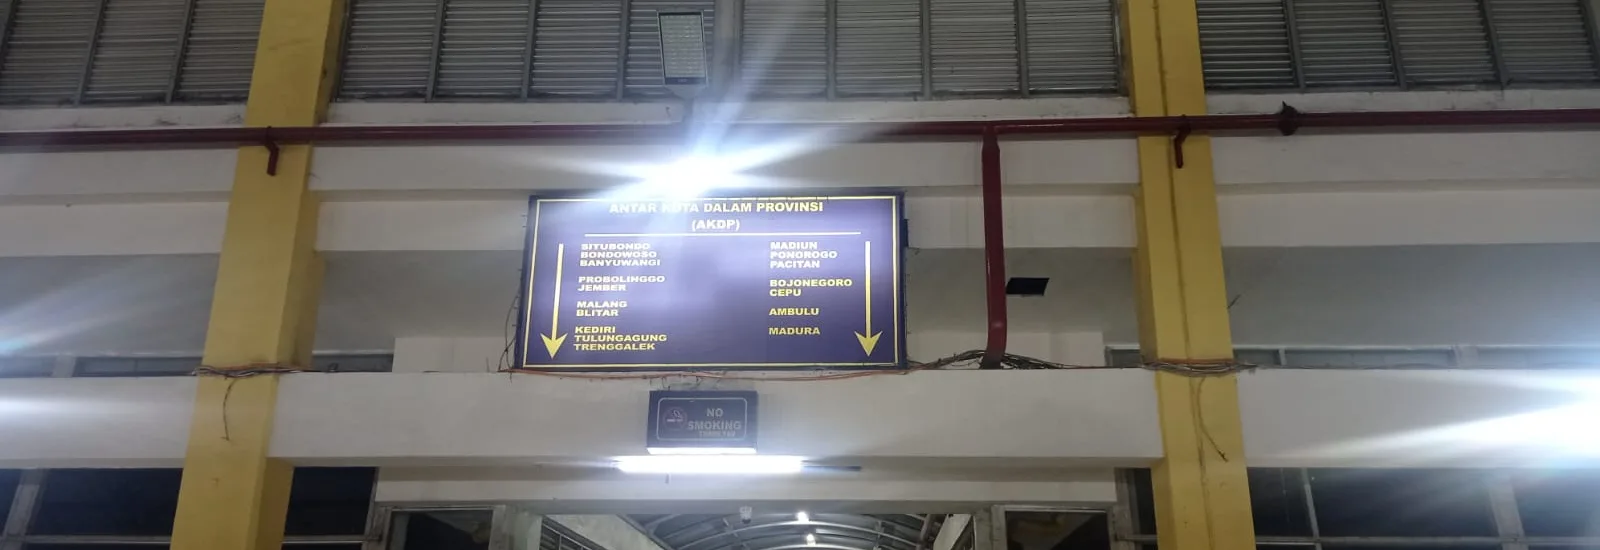 ANTAR KOTA DALAM PROVINSI
(AKDP)
SITUBONDO
BONDOWOSO
BANYUWANGI
PROBOLINGGO
JEMBER
MALANG
BLITAR
KEDIRI
TULUNGAGUNG
TRENGGALEK
MADIUN
PONOROGO
PACITAN
BOJONEGORO
CEPU
AMBULU
MADURA
NO
SMOKING